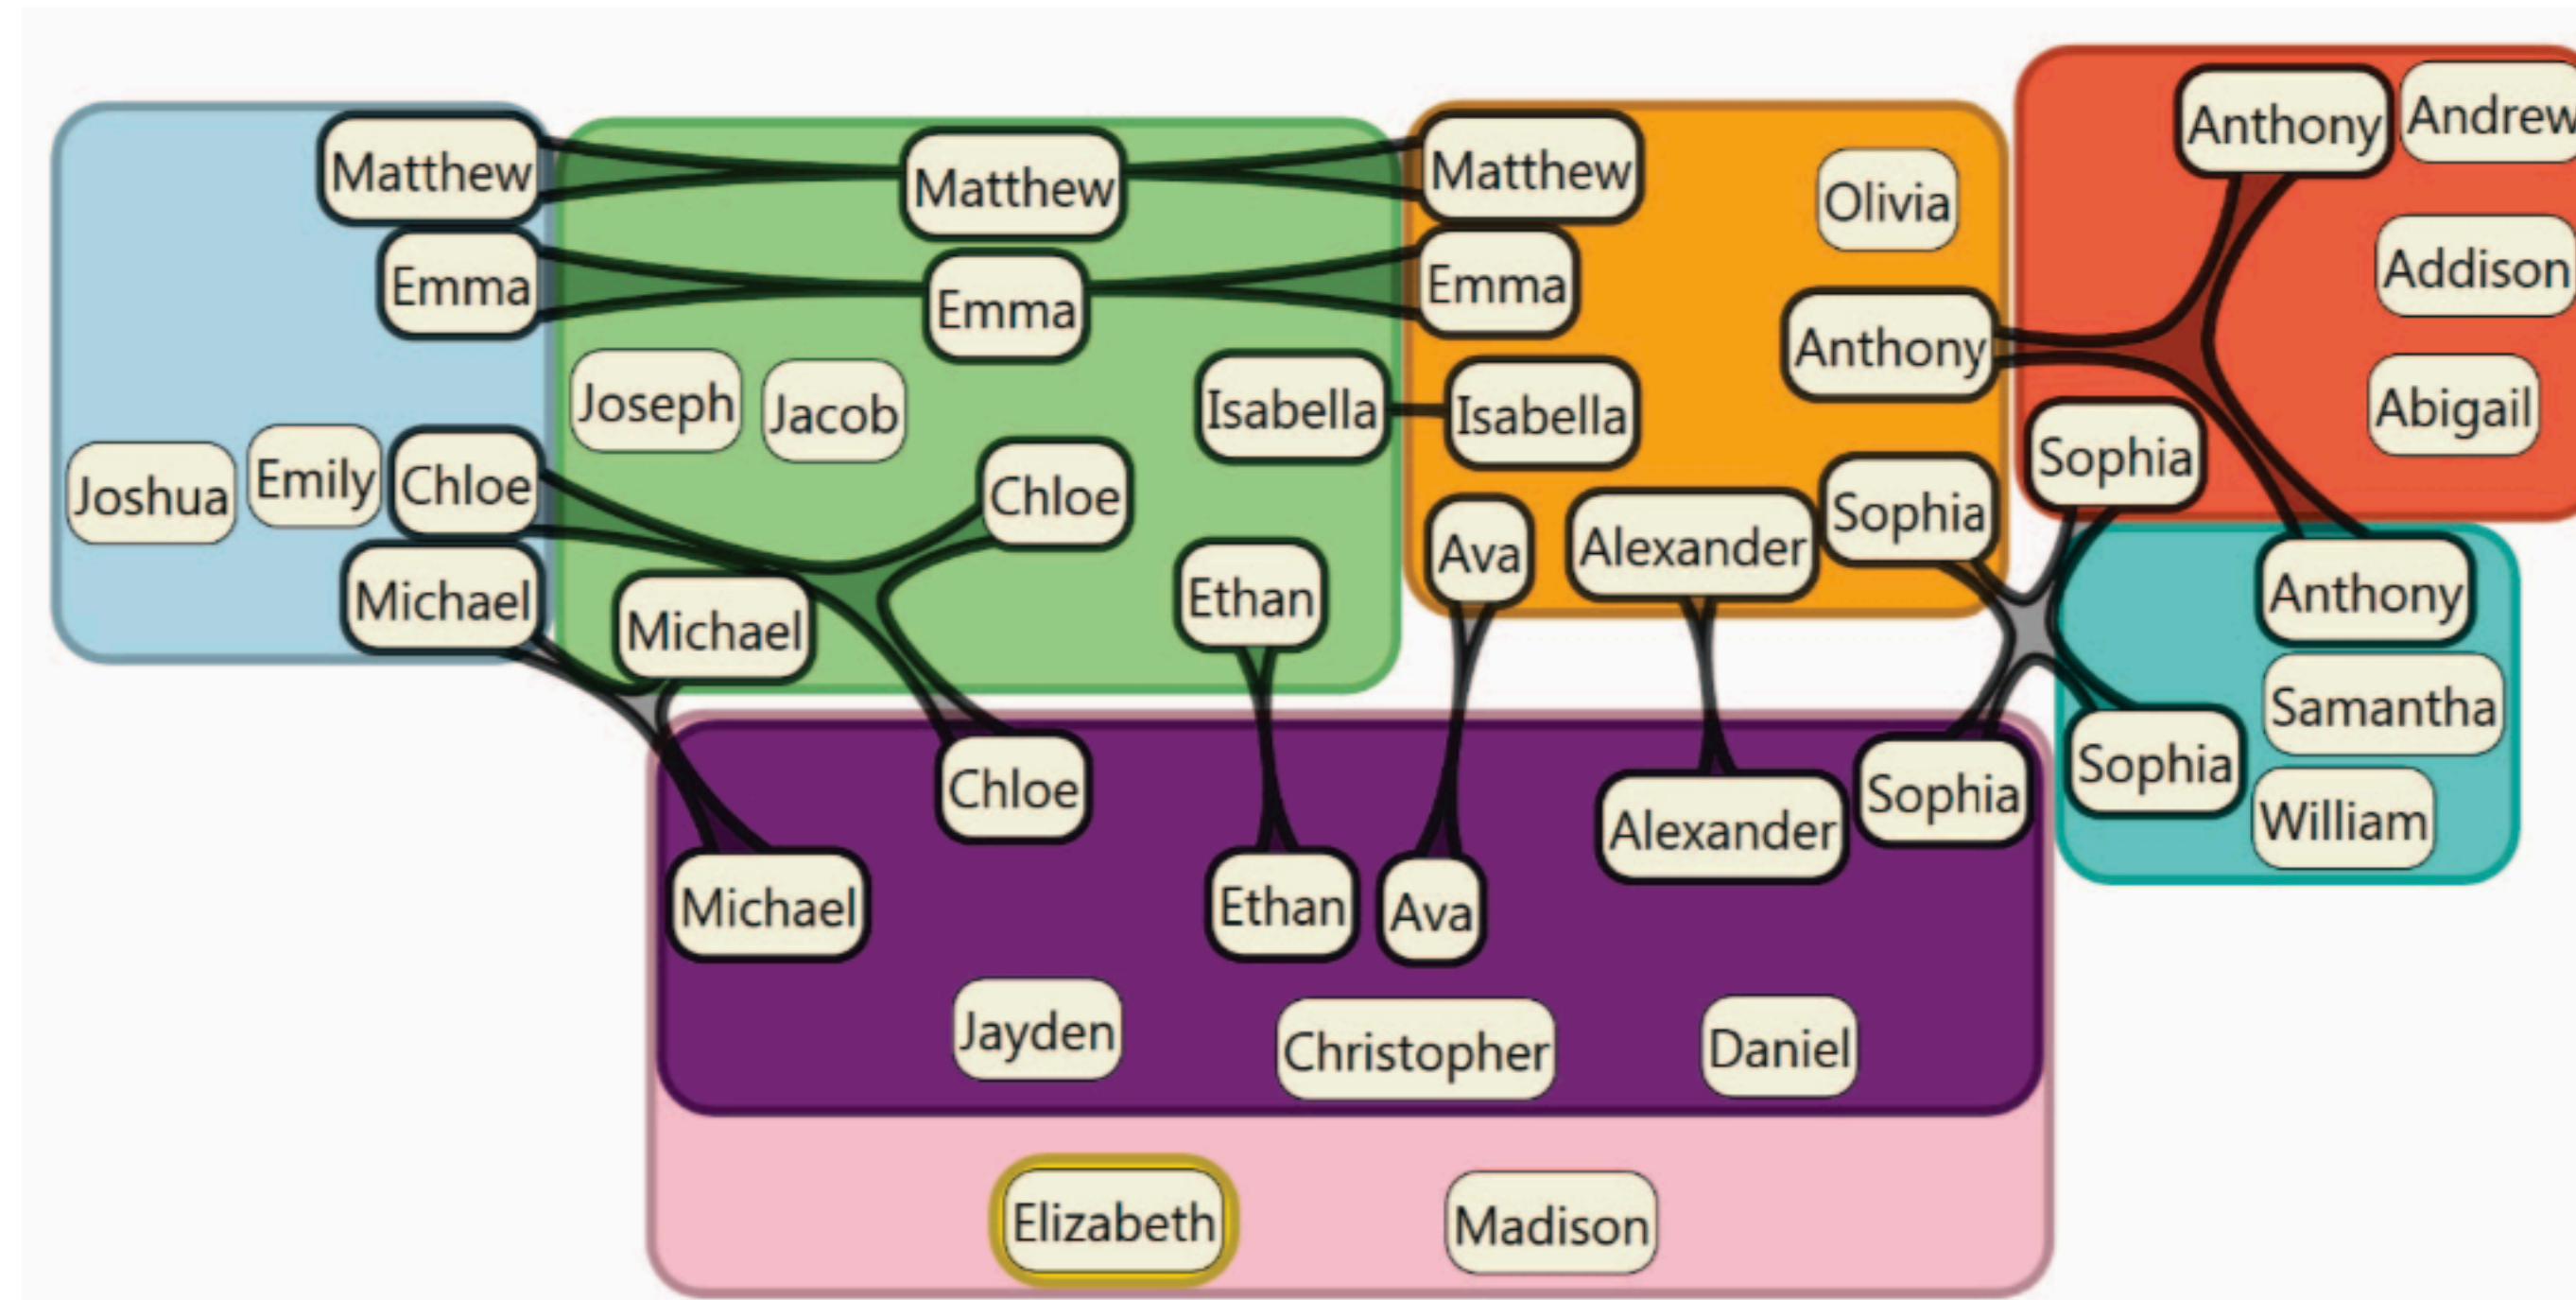 Matthew
Emma
Joshua
Emily
Chloe
Michael
Matthew
Emma
Joseph
Jacob
Isabella
Chloe
Ethan
Michael
Matthew
Olivia
Emma
Anthony
Isabella
Sophia
Ava
Alexander
Anthony
Andrew
Addison
Abigail
Sophia
Anthony
Samantha
Sophia
William
Chloe
Sophia
Alexander
Michael
Ethan
Ava
Jayden
Christopher
Daniel
Elizabeth
Madison